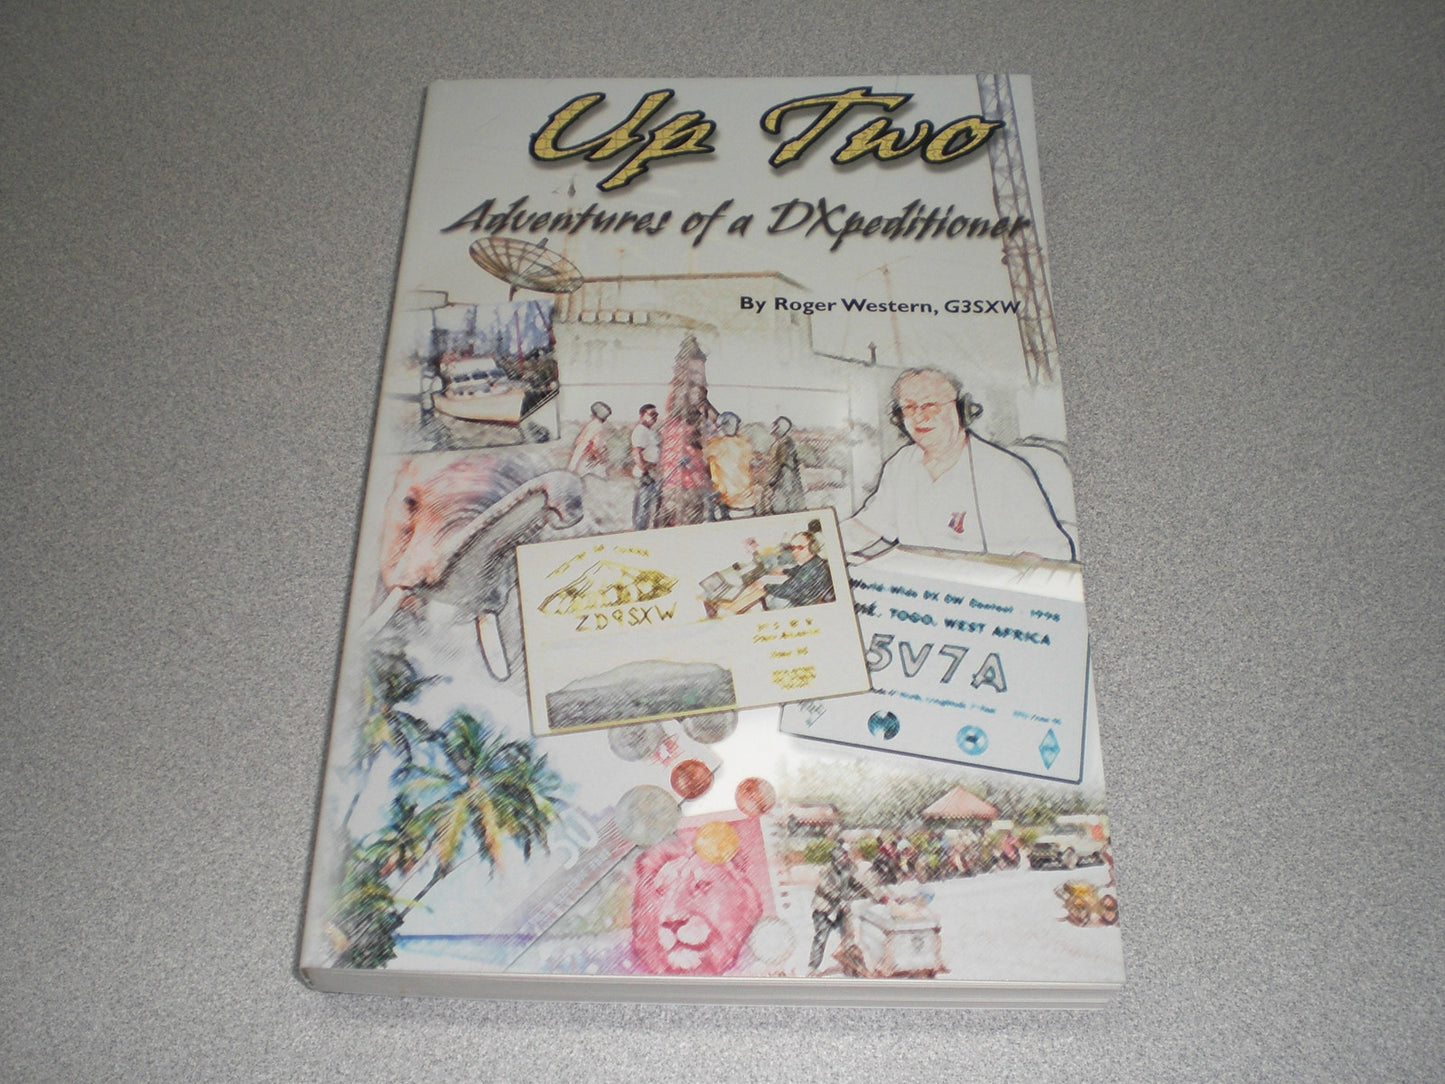 Up Two
Adventures of a DXpeditioner
By Roger Western, G3SXW
ZD9SXW
World-Wide DX CW Contest 1998
TOGO, WEST AFRICA
5V7A
50